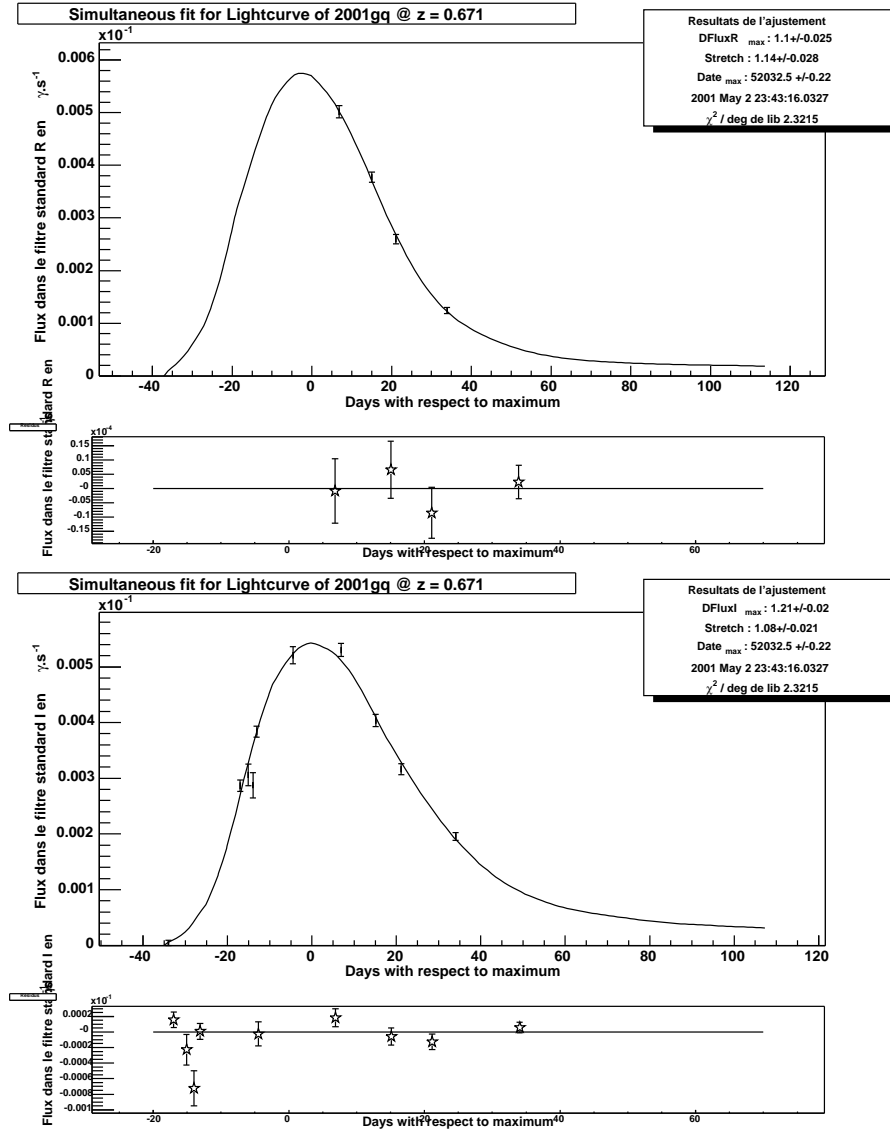 Simultaneous fit for Lightcurve of 2001gq @ z = 0.671
Resultats de l'ajustement
DFluxR max : 1.1+/-0.025
Stretch : 1.14+/-0.028
Date max : 52032.5 +/-0.22
2001 May 2 23:43:16.0327
χ² / deg de lib 2.3215
x10⁻¹
Flux dans le filtre standard R en γ.s⁻¹
0.006
0.005
0.004
0.003
0.002
0.001
0
-40 -20 0 20 40 60 80 100 120
Days with respect to maximum
Residus
Flux dans le filtre standard R en
x10⁻⁴
0.15
0.1
0.05
-0
-0.05
-0.1
-0.15
-20 0 20 40 60
Days with respect to maximum
Simultaneous fit for Lightcurve of 2001gq @ z = 0.671
Resultats de l'ajustement
DFluxI max : 1.21+/-0.02
Stretch : 1.08+/-0.021
Date max : 52032.5 +/-0.22
2001 May 2 23:43:16.0327
χ² / deg de lib 2.3215
x10⁻¹
Flux dans le filtre standard I en γ.s⁻¹
0.005
0.004
0.003
0.002
0.001
0
-40 -20 0 20 40 60 80 100 120
Days with respect to maximum
Residus
Flux dans le filtre standard I en
x10⁻¹
0.0002
-0
-0.0002
-0.0004
-0.0006
-0.0008
-0.001
-20 0 20 40 60
Days with respect to maximum